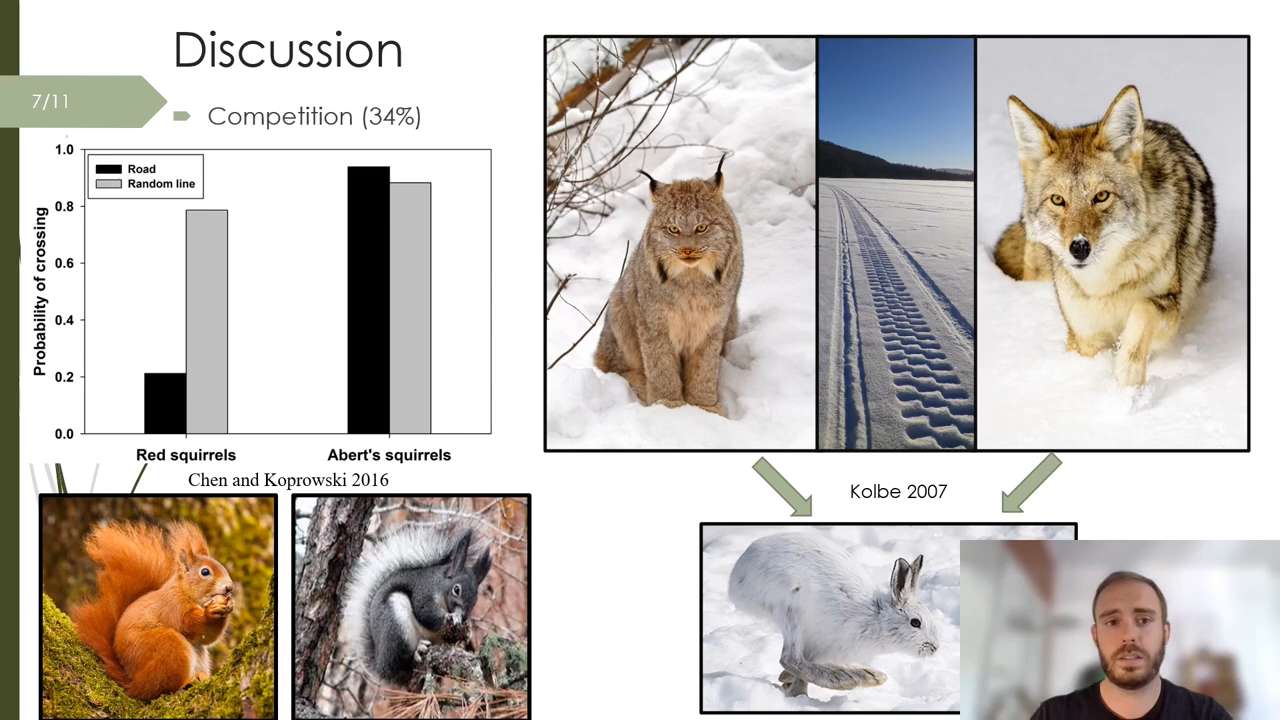 Discussion
7/11
Competition (34%)
1.0
0.8
0.6
0.4
0.2
0.0
Probability of crossing
Road
Random line
Red squirrels
Abert's squirrels
Chen and Koprowski 2016
Kolbe 2007